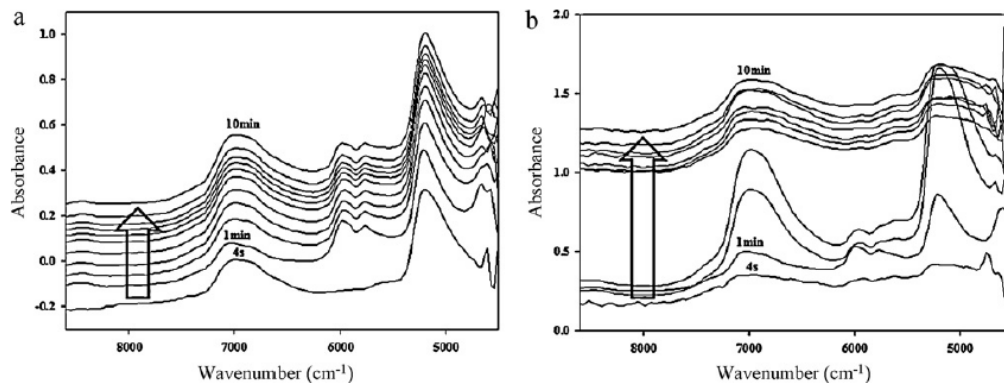 a
1.0
0.8
0.6
0.4
0.2
0.0
-0.2
Absorbance
10min
1min
4s
8000 7000 6000 5000
Wavenumber (cm⁻¹)
b
2.0
1.5
1.0
0.5
0.0
Absorbance
10min
1min
4s
8000 7000 6000 5000
Wavenumber (cm⁻¹)